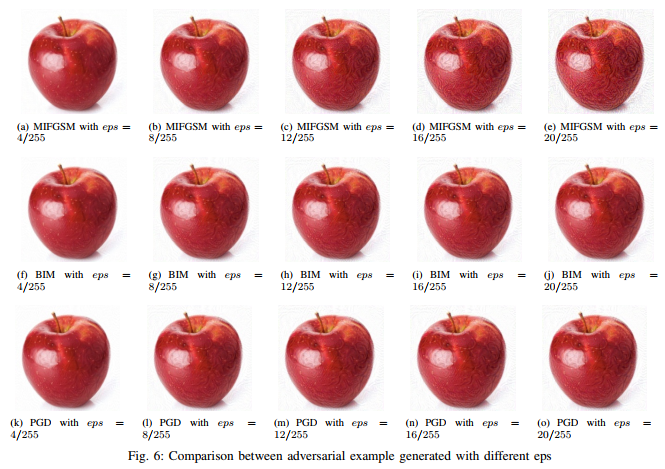 (a) MIFGSM with eps =
4/255
(b) MIFGSM with eps =
8/255
(c) MIFGSM with eps =
12/255
(d) MIFGSM with eps =
16/255
(e) MIFGSM with eps =
20/255
(f) BIM with eps =
4/255
(g) BIM with eps =
8/255
(h) BIM with eps =
12/255
(i) BIM with eps =
16/255
(j) BIM with eps =
20/255
(k) PGD with eps =
4/255
(l) PGD with eps =
8/255
(m) PGD with eps =
12/255
(n) PGD with eps =
16/255
(o) PGD with eps =
20/255
Fig. 6: Comparison between adversarial example generated with different eps